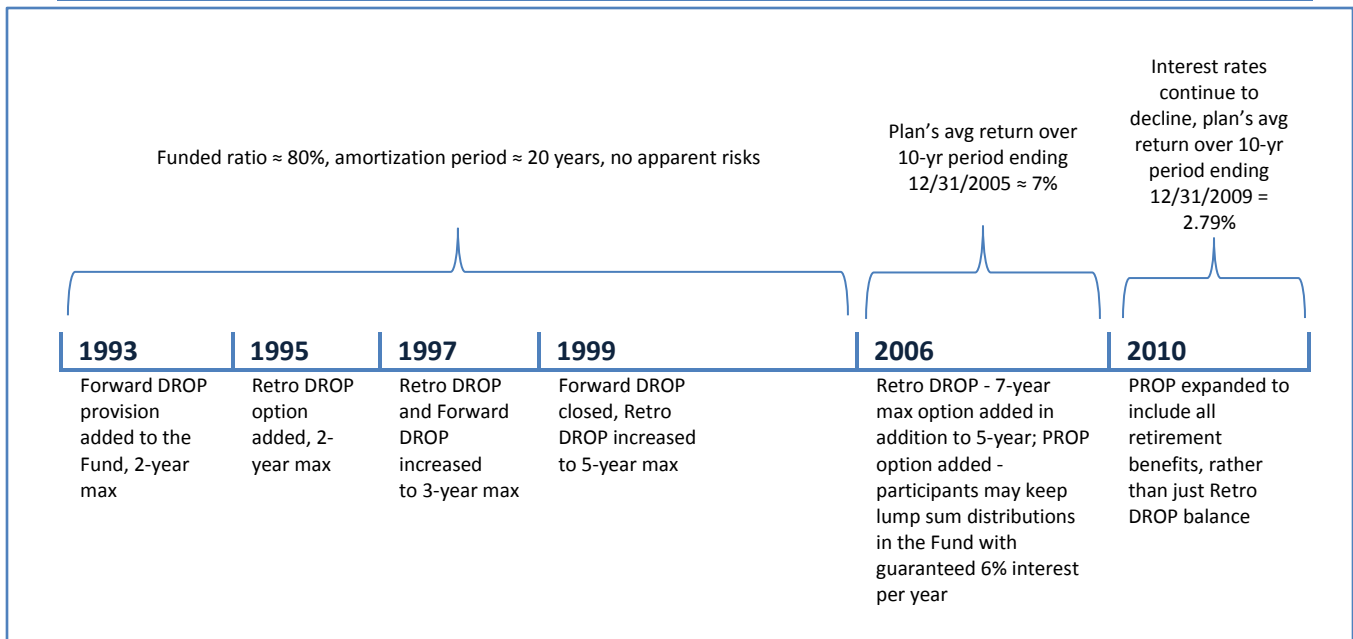 Funded ratio ≈ 80%, amortization period ≈ 20 years, no apparent risks
Plan's avg return over
10-yr period ending
12/31/2005 ≈ 7%
Interest rates
continue to
decline, plan's avg
return over 10-yr
period ending
12/31/2009 =
2.79%
1993
Forward DROP
provision
added to the
Fund, 2-year
max
1995
Retro DROP
option
added, 2-
year max
1997
Retro DROP
and Forward
DROP
increased
to 3-year max
1999
Forward DROP
closed, Retro
DROP increased
to 5-year max
2006
Retro DROP - 7-year
max option added in
addition to 5-year; PROP
option added -
participants may keep
lump sum distributions
in the Fund with
guaranteed 6% interest
per year
2010
PROP expanded to
include all
retirement
benefits, rather
than just Retro
DROP balance